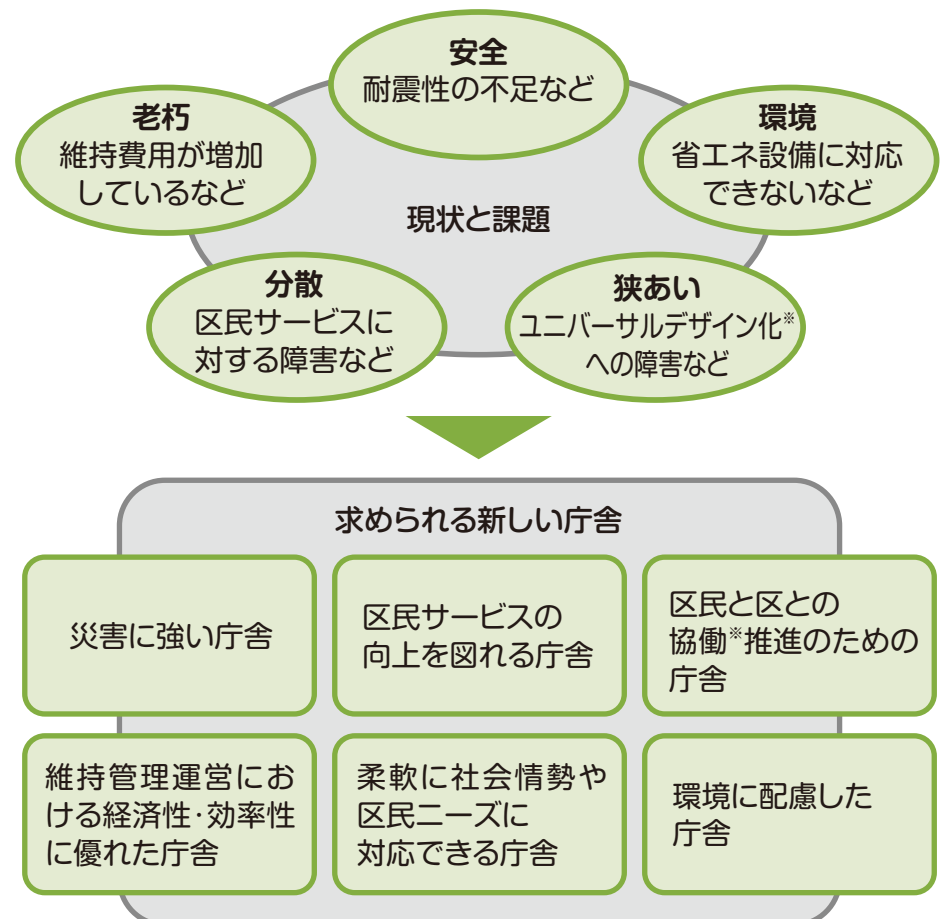 安全
耐震性の不足など
老朽
維持費用が増加
しているなど
環境
省エネ設備に対応
できないなど
現状と課題
分散
区民サービスに
対する障害など
狭あい
ユニバーサルデザイン化※
への障害など
求められる新しい庁舎
災害に強い庁舎
区民サービスの
向上を図れる庁舎
区民と区との
協働※推進のための
庁舎
維持管理運営にお
ける経済性・効率性
に優れた庁舎
柔軟に社会情勢や
区民ニーズに
対応できる庁舎
環境に配慮した
庁舎